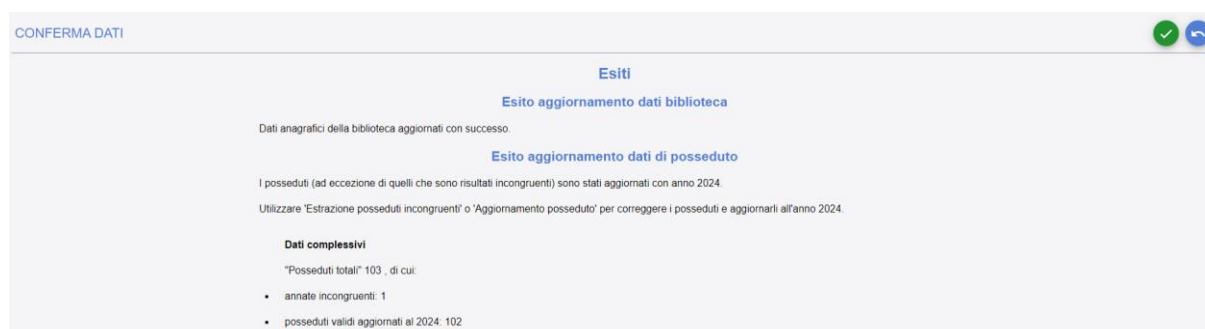 CONFERMA DATI
Esiti
Esito aggiornamento dati biblioteca
Dati anagrafici della biblioteca aggiornati con successo.
Esito aggiornamento dati di posseduto
I posseduti (ad eccezione di quelli che sono risultati incongruenti) sono stati aggiornati con anno 2024.
Utilizzare 'Estrazione posseduti incongruenti' o 'Aggiornamento posseduto' per correggere i posseduti e aggiornarli all'anno 2024.
Dati complessivi
"Posseduti totali" 103 , di cui:
• annate incongruenti: 1
• posseduti validi aggiornati al 2024: 102